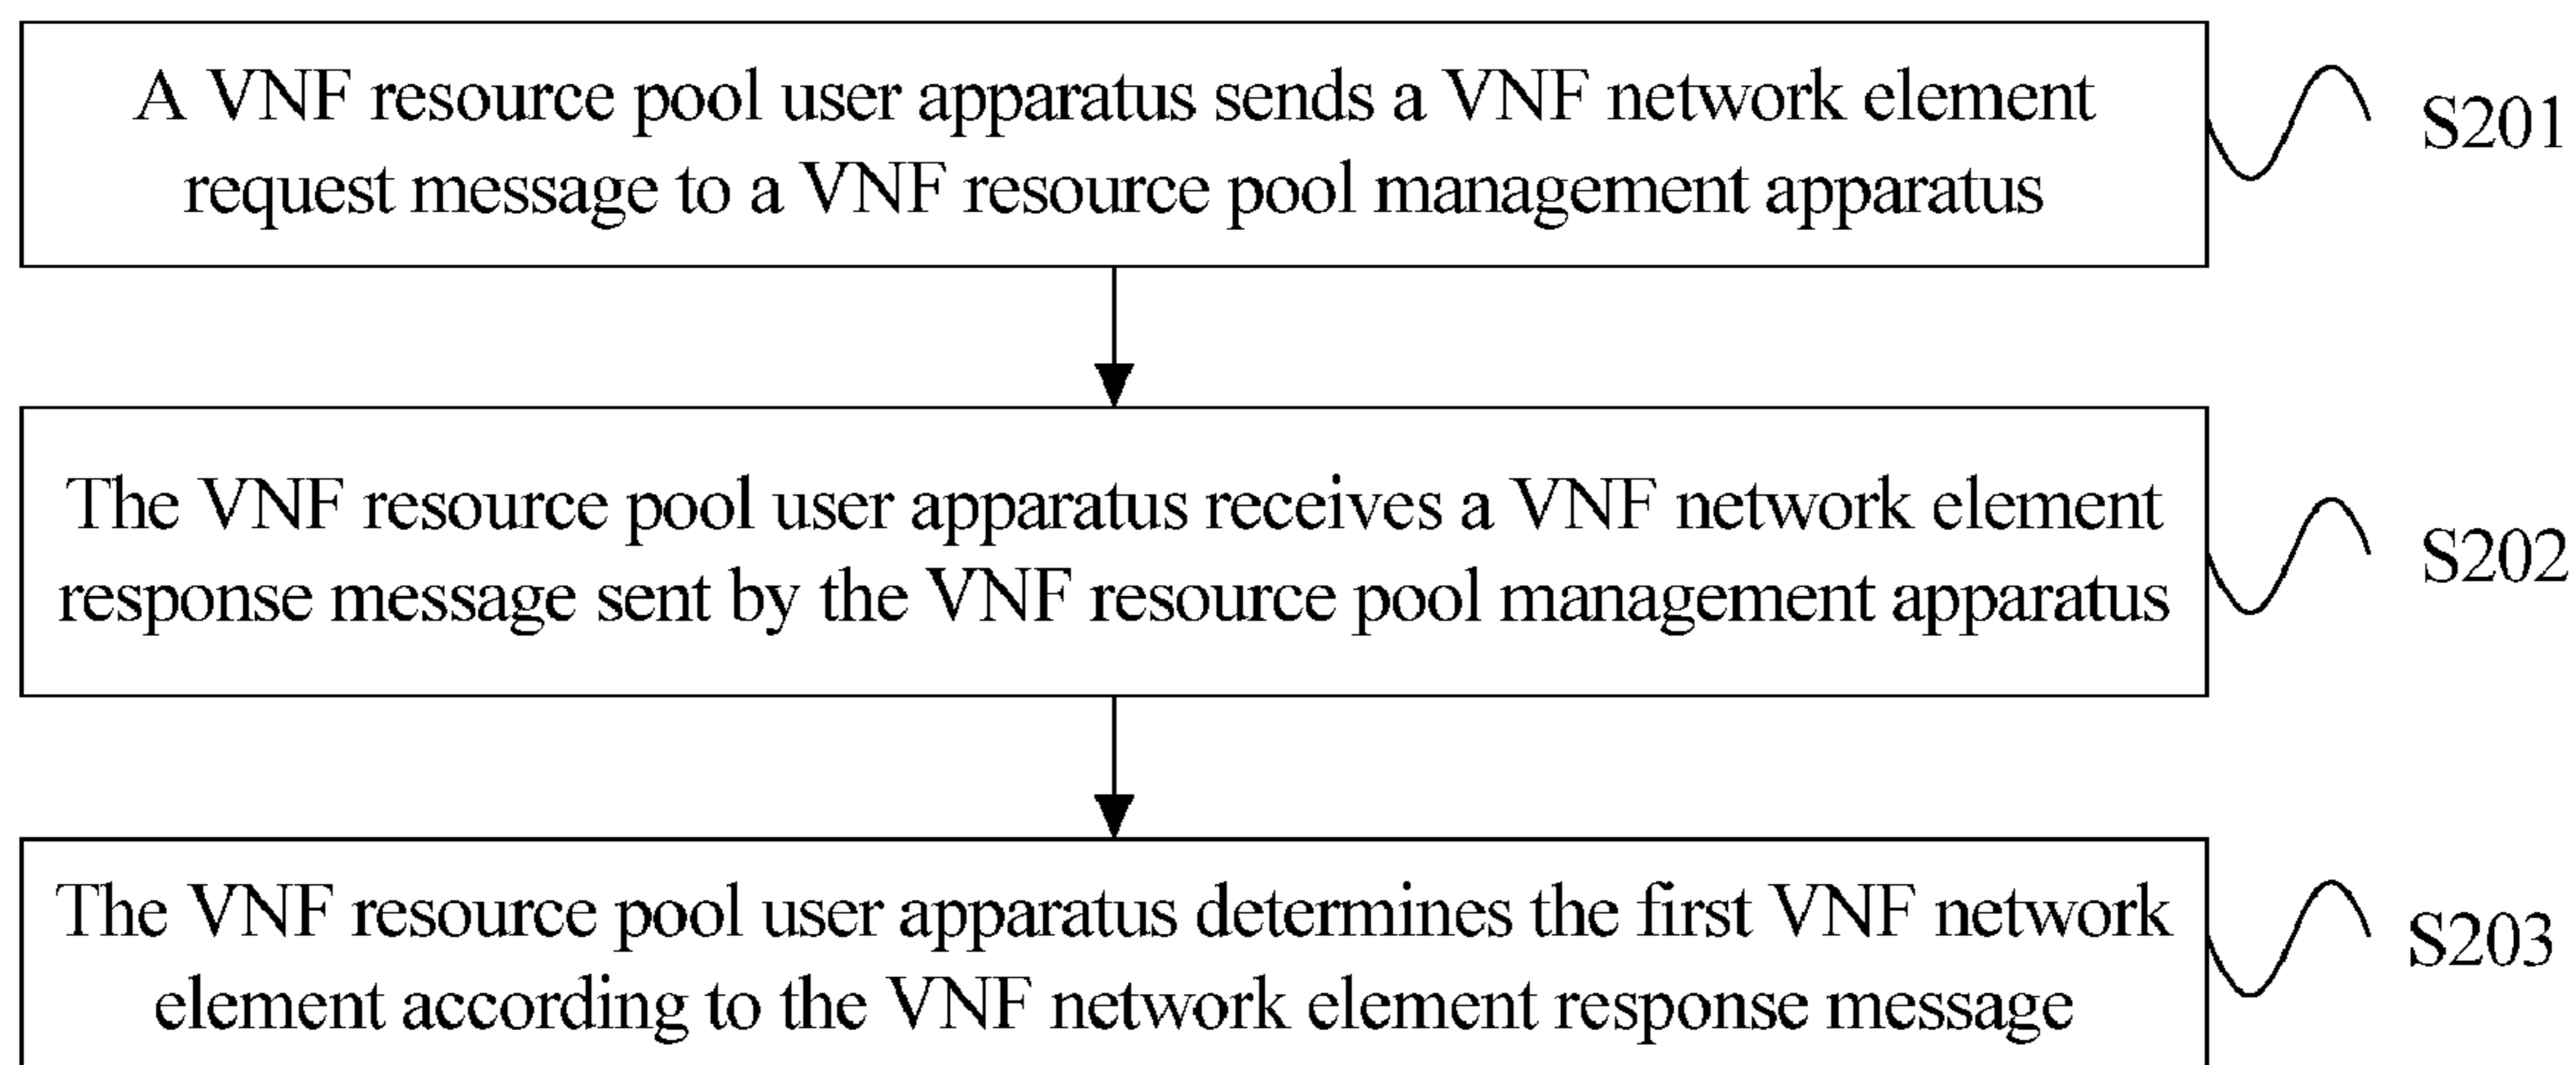 A VNF resource pool user apparatus sends a VNF network element
request message to a VNF resource pool management apparatus
S201
The VNF resource pool user apparatus receives a VNF network element
response message sent by the VNF resource pool management apparatus
S202
The VNF resource pool user apparatus determines the first VNF network
element according to the VNF network element response message
S203